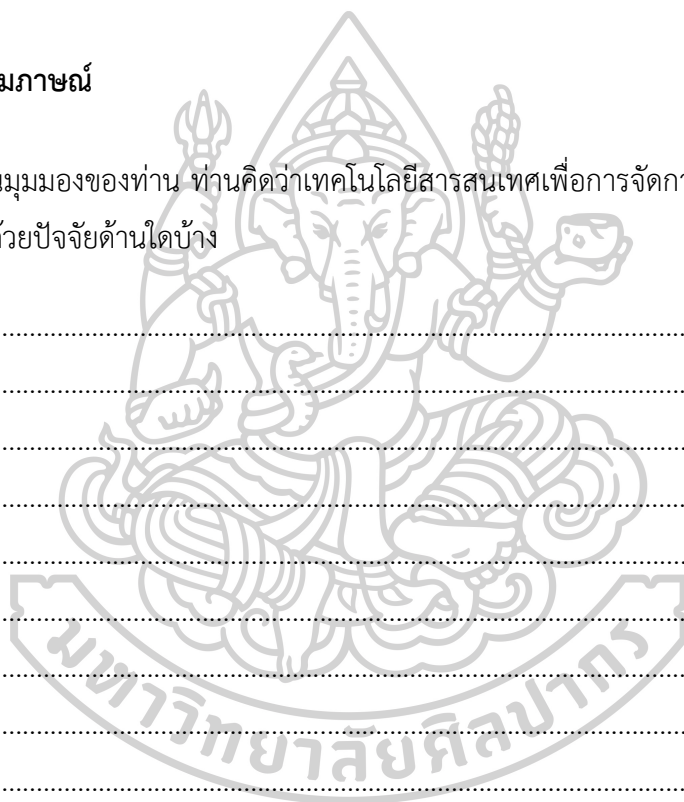 มภาษณ์
นมุมมองของท่าน ท่านคิดว่าเทคโนโลยีสารสนเทศเพื่อการจัดกา
ด้วยปัจจัยด้านใดบ้าง
มหาวิทยาลัยศิลปากร